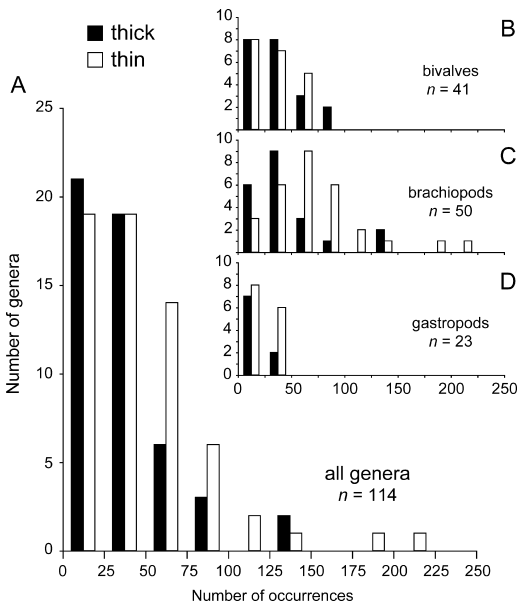 thick
thin
A
25
20
15
10
5
0
Number of genera
0 25 50 75 100 125 150 175 200 225 250
Number of occurrences
all genera
n = 114
B
10
8
6
4
2
bivalves
n = 41
C
10
8
6
4
2
0
brachiopods
n = 50
D
10
8
6
4
2
0
gastropods
n = 23
0 50 100 150 200 250